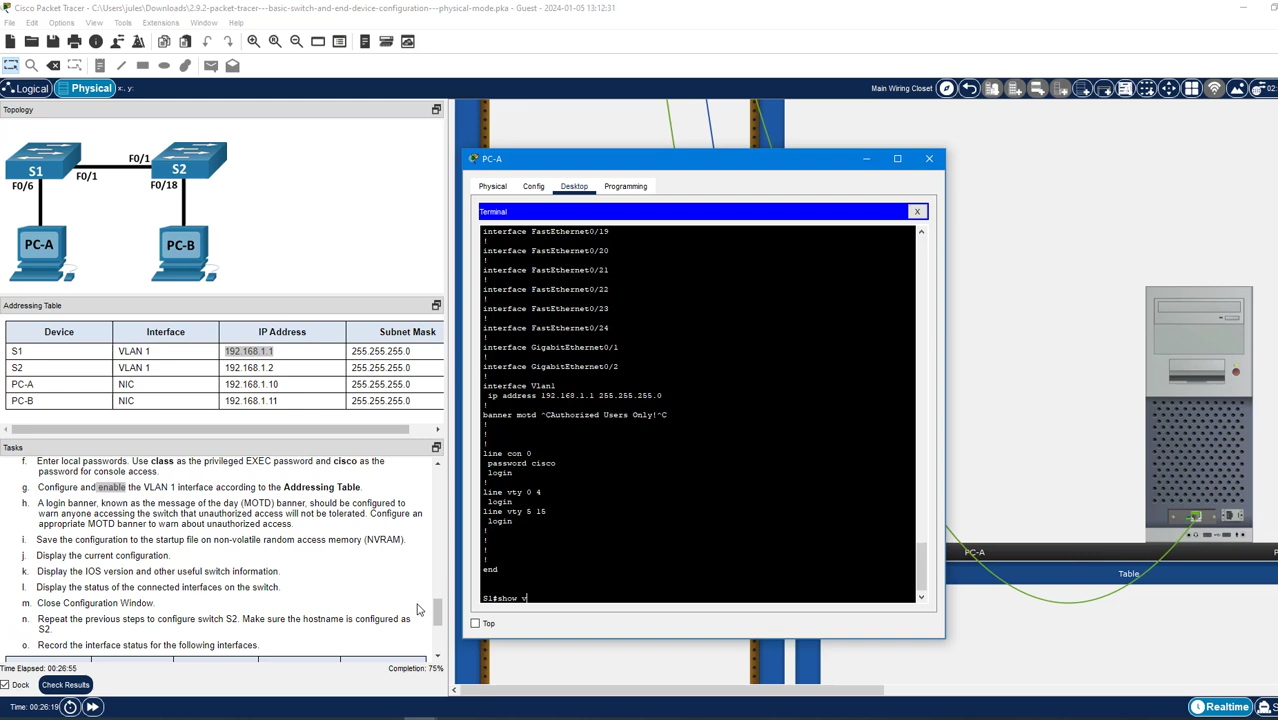 Cisco Packet Tracer - C:\Users\jules\Downloads\2.9.2-packet-tracer---basic-switch-and-end-device-configuration---physical-mode.pka - 2024-01-05 13:12:31
File Edit Options View Tools Extensions Window Help
Logical Physical x:, y: Main Wiring Closet 02:
Topology
S1 F0/1 F0/1 S2
F0/6 F0/18
PC-A PC-B
Addressing Table
Device Interface IP Address Subnet Mask
S1 VLAN 1 192.168.1.1 255.255.255.0
S2 VLAN 1 192.168.1.2 255.255.255.0
PC-A NIC 192.168.1.10 255.255.255.0
PC-B NIC 192.168.1.11 255.255.255.0
Tasks
f. Enter local passwords. Use class as the privileged EXEC password and cisco as the
password for console access.
g. Configure and enable the VLAN 1 interface according to the Addressing Table.
h. A login banner, known as the message of the day (MOTD) banner, should be configured to
warn anyone accessing the switch that unauthorized access will not be tolerated. Configure an
appropriate MOTD banner to warn about unauthorized access.
i. Save the configuration to the startup file on non-volatile random access memory (NVRAM).
j. Display the current configuration.
k. Display the IOS version and other useful switch information.
l. Display the status of the connected interfaces on the switch.
m. Close Configuration Window.
n. Repeat the previous steps to configure switch S2. Make sure the hostname is configured as
S2.
o. Record the interface status for the following interfaces.
Time Elapsed: 00:26:55 Completion: 75%
Dock Check Results
Time: 00:26:19 Realtime
PC-A
Physical Config Desktop Programming
Terminal X
interface FastEthernet0/19
!
interface FastEthernet0/20
!
interface FastEthernet0/21
!
interface FastEthernet0/22
!
interface FastEthernet0/23
!
interface FastEthernet0/24
!
interface GigabitEthernet0/1
!
interface GigabitEthernet0/2
!
interface Vlan1
ip address 192.168.1.1 255.255.255.0
!
banner motd ^CAuthorized Users Only!^C
!
!
!
line con 0
password cisco
login
!
line vty 0 4
login
line vty 5 15
login
!
!
!
!
end
S1#show v
Top
PC-A
Table